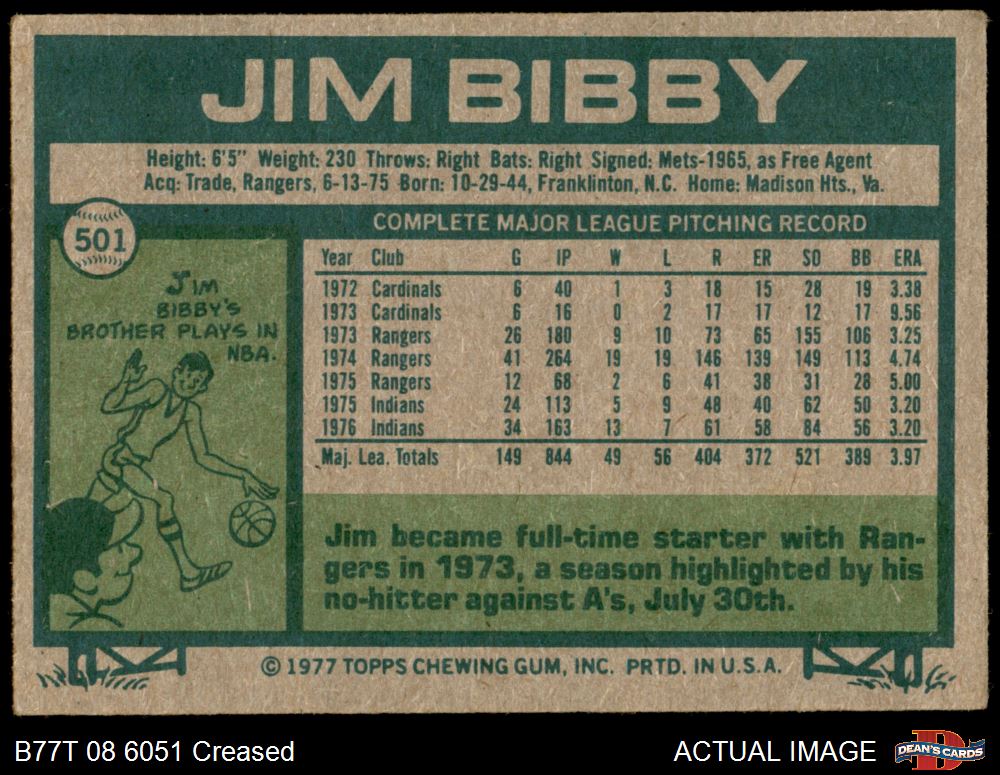 JIM BIBBY
Height: 6'5" Weight: 230 Throws: Right Bats: Right Signed: Mets-1965, as Free Agent
Acq: Trade, Rangers, 6-13-75 Born: 10-29-44, Franklinton, N.C. Home: Madison Hts., Va.
501
COMPLETE MAJOR LEAGUE PITCHING RECORD
JIM
BIBBY'S
BROTHER PLAYS IN
NBA.
Year Club G IP W L R ER SO BB ERA
1972 Cardinals 6 40 1 3 18 15 28 19 3.38
1973 Cardinals 6 16 0 2 17 17 12 17 9.56
1973 Rangers 26 180 9 10 73 65 155 106 3.25
1974 Rangers 41 264 19 19 146 139 149 113 4.74
1975 Rangers 12 68 2 6 41 38 31 28 5.00
1975 Indians 24 113 5 9 48 40 62 50 3.20
1976 Indians 34 163 13 7 61 58 84 56 3.20
Maj. Lea. Totals 149 844 49 56 404 372 521 389 3.97
Jim became full-time starter with Ran-
gers in 1973, a season highlighted by his
no-hitter against A's, July 30th.
© 1977 TOPPS CHEWING GUM, INC. PRTD. IN U.S.A.
B77T 08 6051 Creased
ACTUAL IMAGE
DEAN'S CARDS